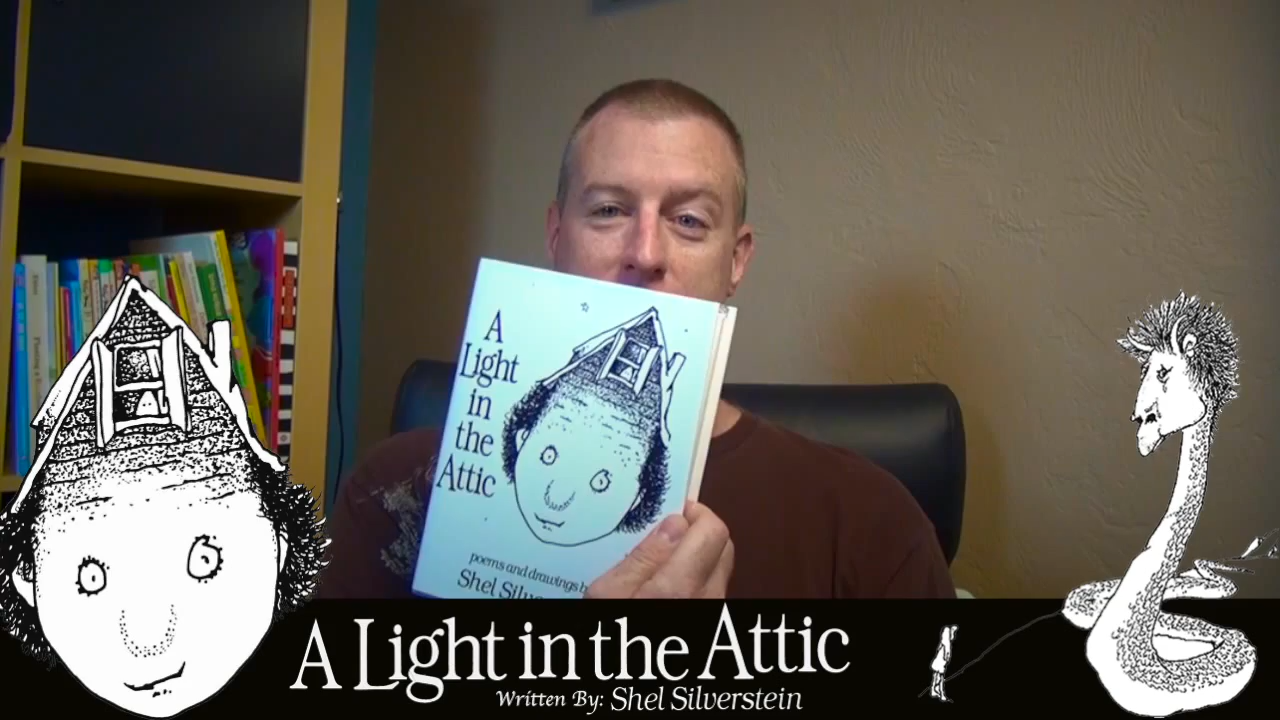 A
Light
in
the
Attic
poems and drawings b
Shel Silve
A Light in the Attic
Written By: Shel Silverstein